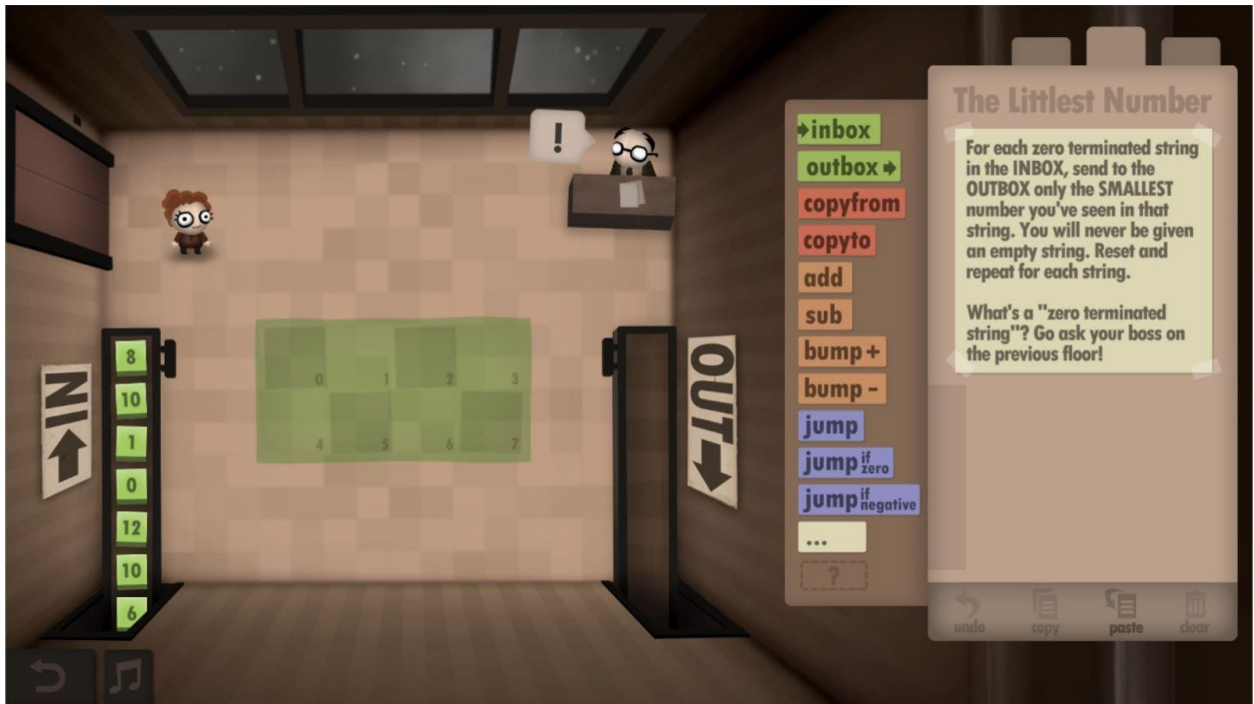 The Littlest Number
For each zero terminated string
in the INBOX, send to the
OUTBOX only the SMALLEST
number you've seen in that
string. You will never be given
an empty string. Reset and
repeat for each string.
What's a "zero terminated
string"? Go ask your boss on
the previous floor!
inbox
outbox
copyfrom
copyto
add
sub
bump +
bump -
jump
jump if zero
jump if negative
...
?
!
IN
8
10
1
0
12
10
6
0 1 2 3
4 5 6 7
OUT
undo copy paste clear